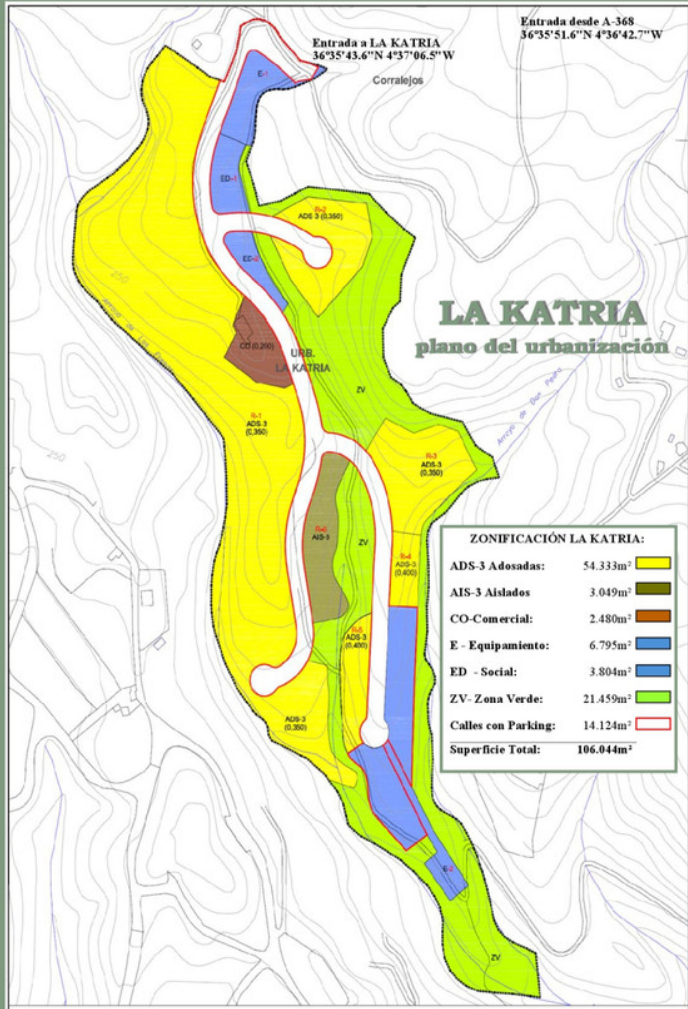 Entrada a LA KATRIA
36°35'43.6"N 4°37'06.5"W
Entrada desde A-368
36°35'51.6"N 4°36'42.7"W
Corralejos
E-1
ED-1
R-2
ADS-3 (0,350)
ED-2
250
LA KATRIA
plano del urbanización
CO (0,200)
URB.
LA KATRIA
ZV
R-1
ADS-3
(0,350)
250
R-3
ADS-3
(0,350)
R-6
AIS-3
ZV
R-4
ADS-3
(0,400)
R-5
ADS-3
(0,400)
ADS-3
(0,350)
ZONIFICACIÓN LA KATRIA:
ADS-3 Adosadas: 54.333m²
AIS-3 Aislados 3.049m²
CO-Comercial: 2.480m²
E - Equipamiento: 6.795m²
ED - Social: 3.804m²
ZV- Zona Verde: 21.459m²
Calles con Parking: 14.124m²
Superficie Total: 106.044m²
ZV